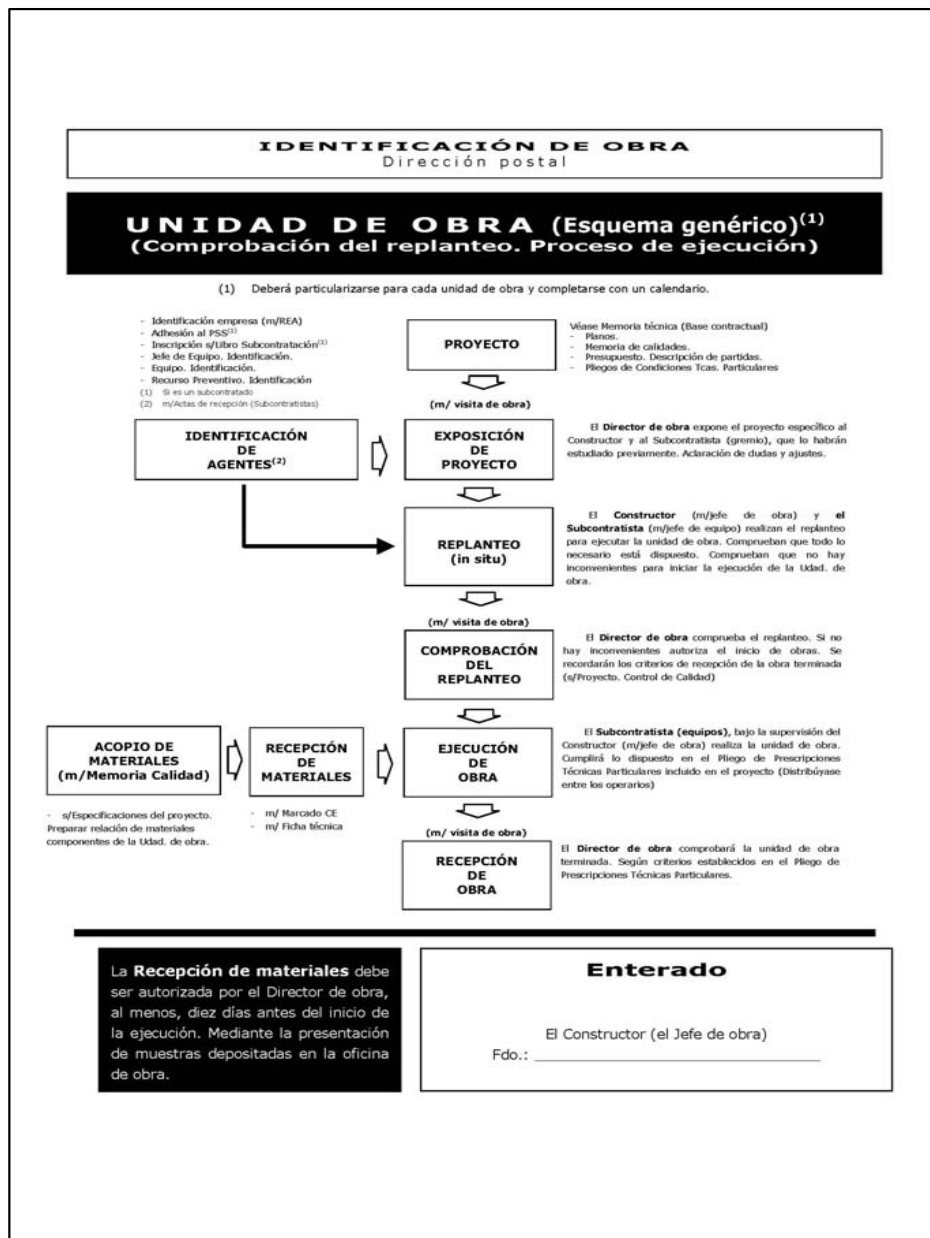 IDENTIFICACIÓN DE OBRA
Dirección postal
UNIDAD DE OBRA (Esquema genérico)(1)
(Comprobación del replanteo. Proceso de ejecución)
(1) Deberá particularizarse para cada unidad de obra y completarse con un calendario.
- Identificación empresa (m/REA)
- Adhesión al PSS(1)
- Inscripción s/Libro Subcontratación(1)
- Jefe de Equipo. Identificación.
- Equipo. Identificación.
- Recurso Preventivo. Identificación
(1) Si es un subcontratado
(2) m/Actas de recepción (Subcontratistas)
PROYECTO
Véase Memoria técnica (Base contractual)
- Planos.
- Memoria de calidades.
- Presupuesto. Descripción de partidas.
- Pliegos de Condiciones Tcas. Particulares
(m/ visita de obra)
IDENTIFICACIÓN
DE
AGENTES(2)
EXPOSICIÓN
DE
PROYECTO
El Director de obra expone el proyecto específico al
Constructor y al Subcontratista (gremio), que lo habrán
estudiado previamente. Aclaración de dudas y ajustes.
REPLANTEO
(in situ)
El Constructor (m/jefe de obra) y el
Subcontratista (m/jefe de equipo) realizan el replanteo
para ejecutar la unidad de obra. Comprueban que todo lo
necesario está dispuesto. Comprueban que no hay
inconvenientes para iniciar la ejecución de la Udad. de
obra.
(m/ visita de obra)
COMPROBACIÓN
DEL
REPLANTEO
El Director de obra comprueba el replanteo. Si no
hay inconvenientes autoriza el inicio de obras. Se
recordarán los criterios de recepción de la obra terminada
(s/Proyecto. Control de Calidad)
ACOPIO DE
MATERIALES
(m/Memoria Calidad)
- s/Especificaciones del proyecto.
Preparar relación de materiales
componentes de la Udad. de obra.
RECEPCIÓN
DE
MATERIALES
- m/ Marcado CE
- m/ Ficha técnica
EJECUCIÓN
DE
OBRA
El Subcontratista (equipos), bajo la supervisión del
Constructor (m/jefe de obra) realiza la unidad de obra.
Cumplirá lo dispuesto en el Pliego de Prescripciones
Técnicas Particulares incluido en el proyecto (Distribúyase
entre los operarios)
(m/ visita de obra)
RECEPCIÓN
DE
OBRA
El Director de obra comprobará la unidad de obra
terminada. Según criterios establecidos en el Pliego de
Prescripciones Técnicas Particulares.
La Recepción de materiales debe
ser autorizada por el Director de obra,
al menos, diez días antes del inicio de
la ejecución. Mediante la presentación
de muestras depositadas en la oficina
de obra.
Enterado
El Constructor (el Jefe de obra)
Fdo.: ____________________